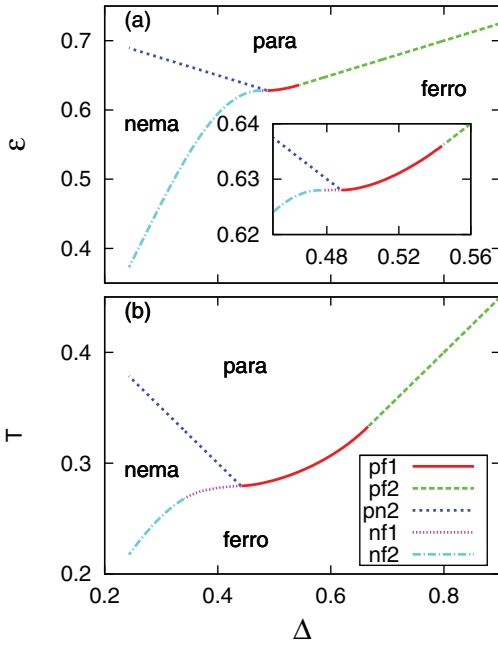 (a)
para
ferro
nema
ε
0.7
0.6
0.5
0.4
0.64
0.63
0.62
0.48
0.52
0.56
(b)
para
nema
ferro
T
0.4
0.3
0.2
pf1
pf2
pn2
nf1
nf2
0.2
0.4
0.6
0.8
Δ